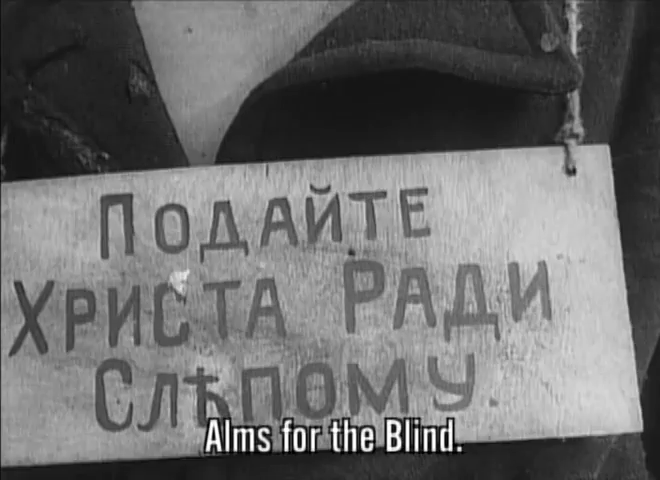 Подайте
Христа Ради
Слѣпому.
Alms for the Blind.